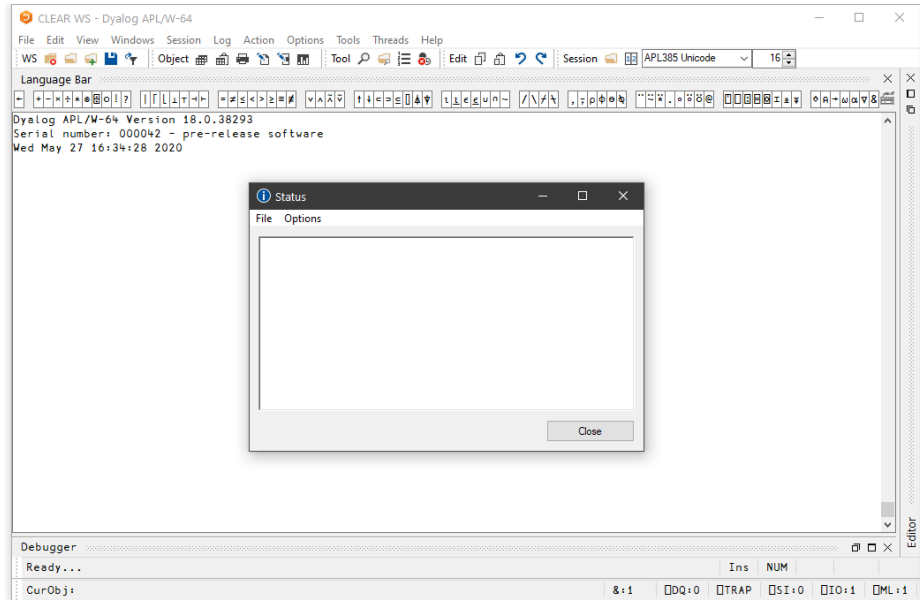 CLEAR WS - Dyalog APL/W-64
File Edit View Windows Session Log Action Options Tools Threads Help
WS Object Tool Edit Session APL385 Unicode 16
Language Bar
Dyalog APL/W-64 Version 18.0.38293
Serial number: 000042 - pre-release software
Wed May 27 16:34:28 2020
Status
File Options
Close
Editor
Debugger
Ready... Ins NUM
CurObj: &:1 ⎕DQ:0 ⎕TRAP ⎕SI:0 ⎕IO:1 ⎕ML:1